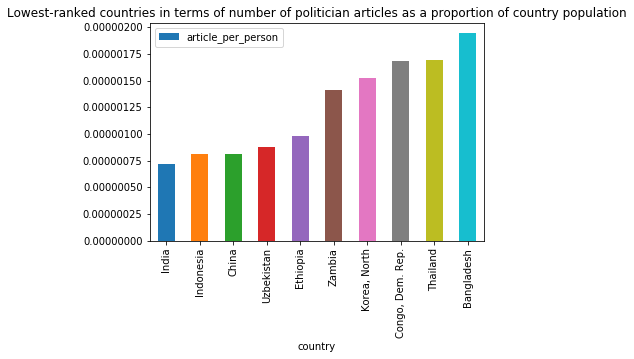 Lowest-ranked countries in terms of number of politician articles as a proportion of country population
article_per_person
0.00000200
0.00000175
0.00000150
0.00000125
0.00000100
0.00000075
0.00000050
0.00000025
0.00000000
India
Indonesia
China
Uzbekistan
Ethiopia
Zambia
Korea, North
Congo, Dem. Rep.
Thailand
Bangladesh
country